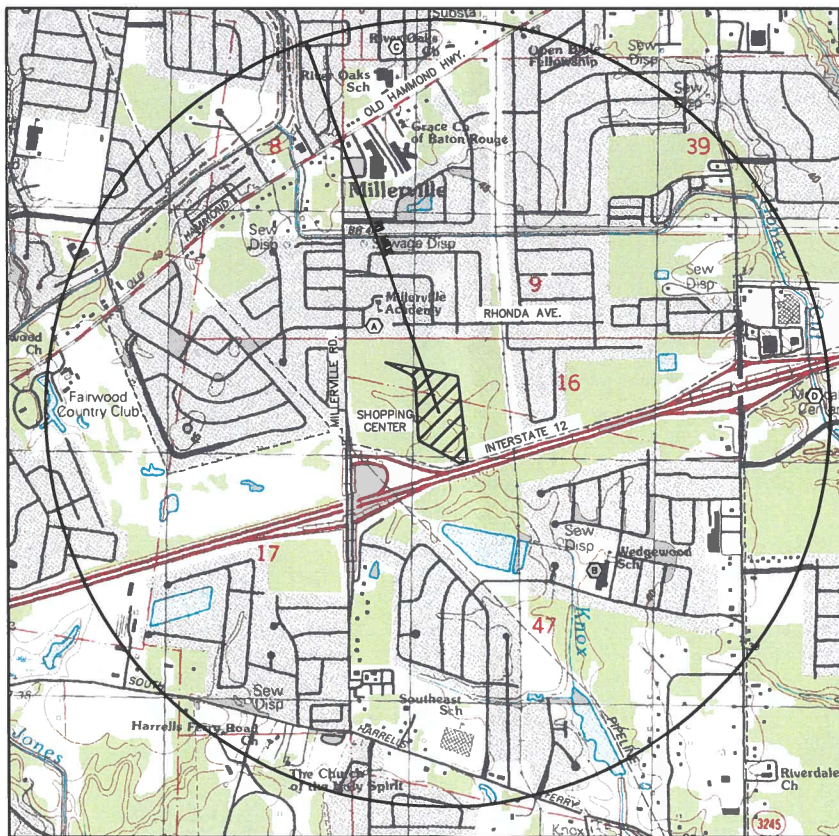 Substa
River Oaks
Ch
C
River Oaks
Sch
OLD HAMMOND HWY.
Open Bible
Fellowship
Sew
Disp
Sew
Disp
Grace Ch
of Baton Rouge
8
39
Millerville
HAMMOND
OLD
Sew
Disp
Sewage Disp
9
Sew
Disp
Millerville
Academy
A
RHONDA AVE.
wood
Ch
MILLERVILLE RD.
16
Fairwood
Country Club
SHOPPING
CENTER
INTERSTATE 12
D
17
Sew
Disp
Wedgewood
Sch
B
Knox
47
SOUTH
Sew
Disp
Southeast
Sch
HARRELLS
PIPELINE
Harrells Ferry Road
Ch
Jones
The Church
of the Holy Spirit
FERRY
Riverdale
Ch
Knox
3245